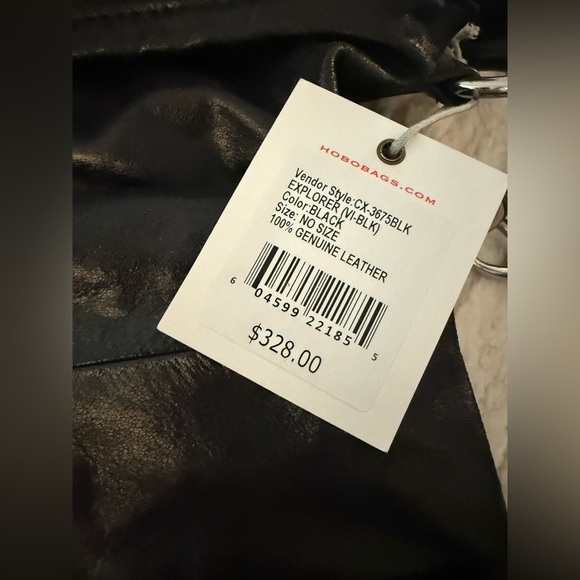 HOBOBAGS.COM
Vendor Style:CX-3675BLK
EXPLORER (VI-BLK)
Color:BLACK
Size: NO SIZE
100% GENUINE LEATHER
6 04599 22185 5
$328.00